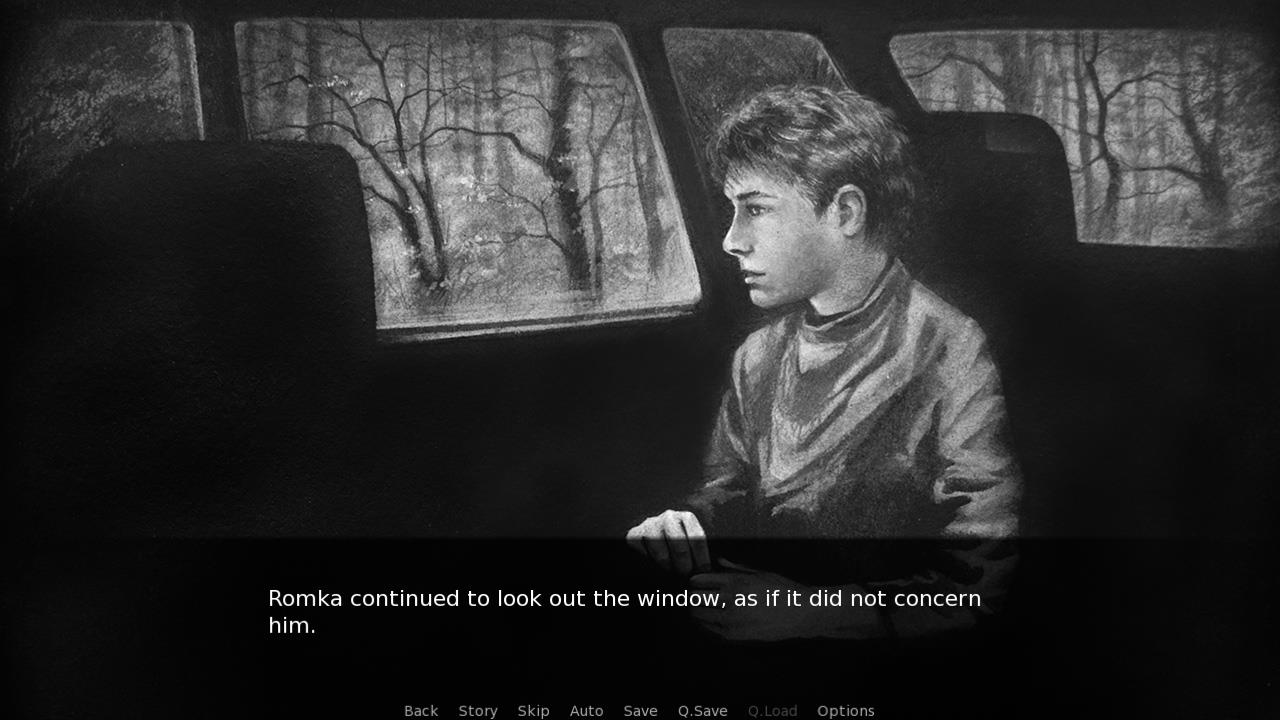 Romka continued to look out the window, as if it did not concern
him.
Back Story Skip Auto Save Q.Save Q.Load Options